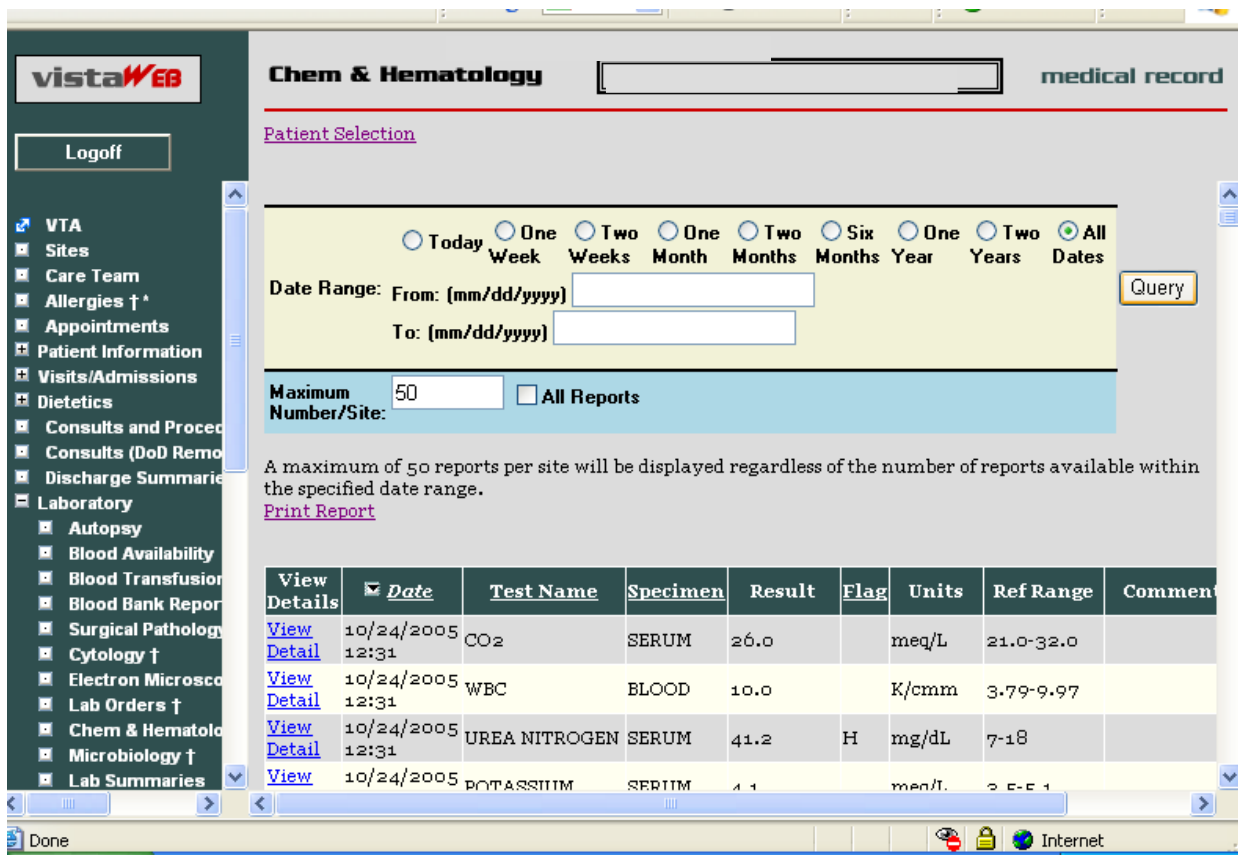 vistaWEB
Chem & Hematology
medical record
Logoff
Patient Selection
VTA
Sites
Care Team
Allergies † *
Appointments
Patient Information
Visits/Admissions
Dietetics
Consults and Proced
Consults (DoD Remo
Discharge Summarie
Laboratory
Autopsy
Blood Availability
Blood Transfusion
Blood Bank Repor
Surgical Pathology
Cytology †
Electron Microsco
Lab Orders †
Chem & Hematolo
Microbiology †
Lab Summaries
Today One Week Two Weeks One Month Two Months Six Months One Year Two Years All Dates
Date Range: From: (mm/dd/yyyy)
To: (mm/dd/yyyy)
Query
Maximum Number/Site: 50 All Reports
A maximum of 50 reports per site will be displayed regardless of the number of reports available within
the specified date range.
Print Report
View Details Date Test Name Specimen Result Flag Units Ref Range Comment
View Detail 10/24/2005 12:31 CO2 SERUM 26.0 meq/L 21.0-32.0
View Detail 10/24/2005 12:31 WBC BLOOD 10.0 K/cmm 3.79-9.97
View Detail 10/24/2005 12:31 UREA NITROGEN SERUM 41.2 H mg/dL 7-18
View 10/24/2005 POTASSIUM SERUM 4.1 meq/L 3.5-5.1
Done
Internet